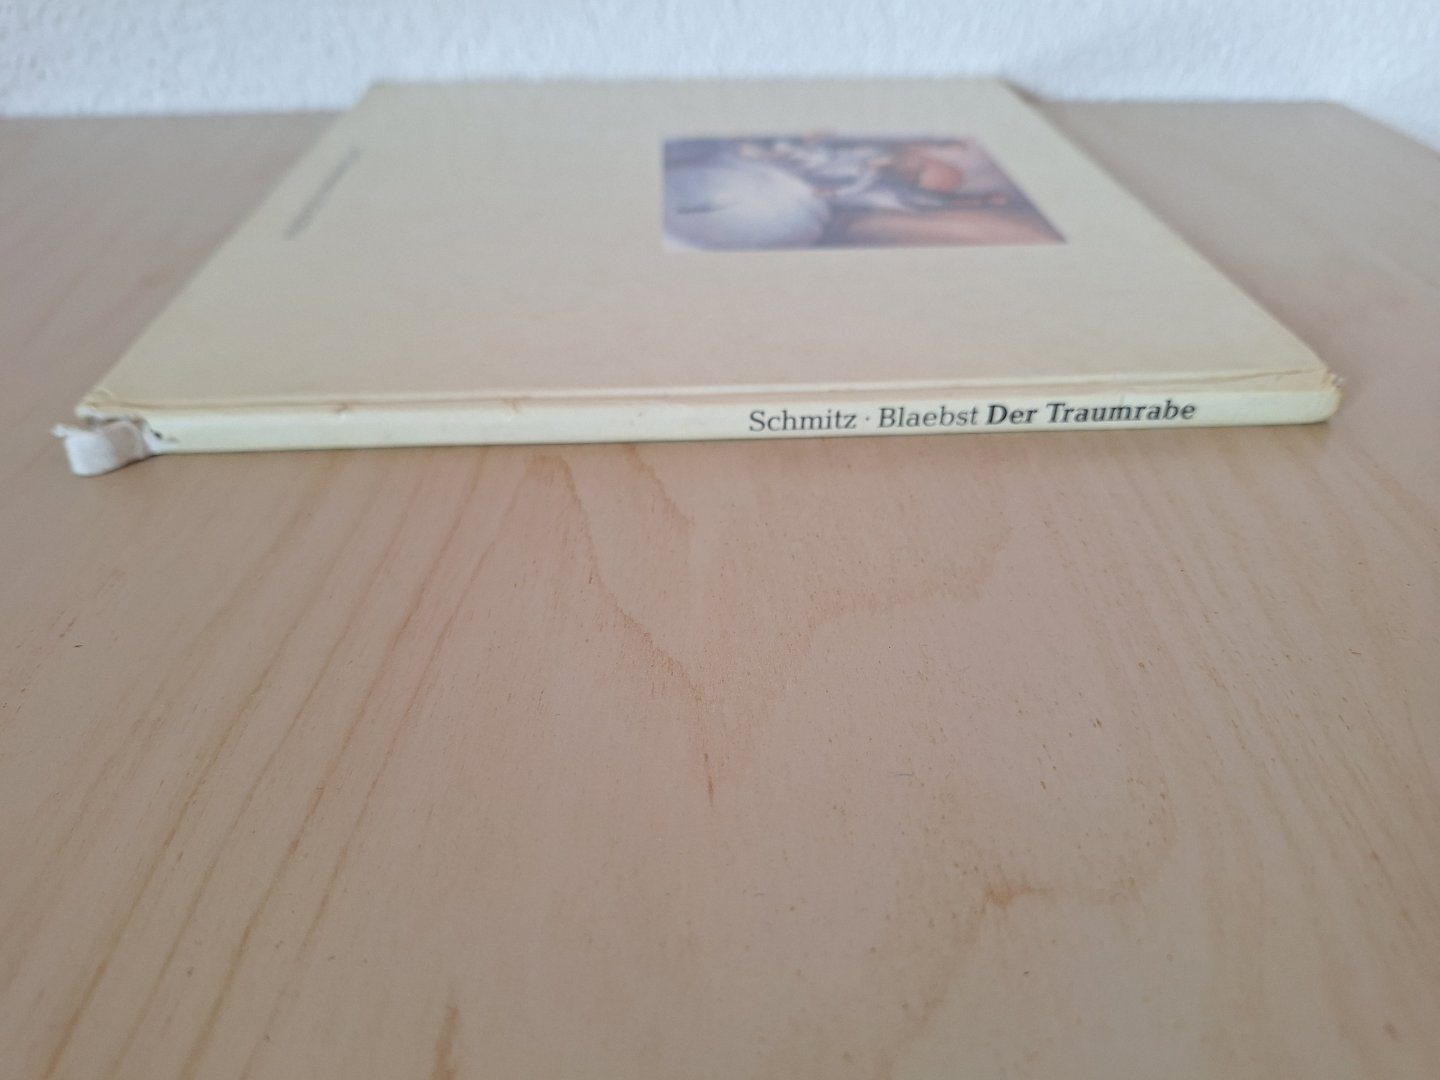 Schmitz · Blaebst Der Traumrabe